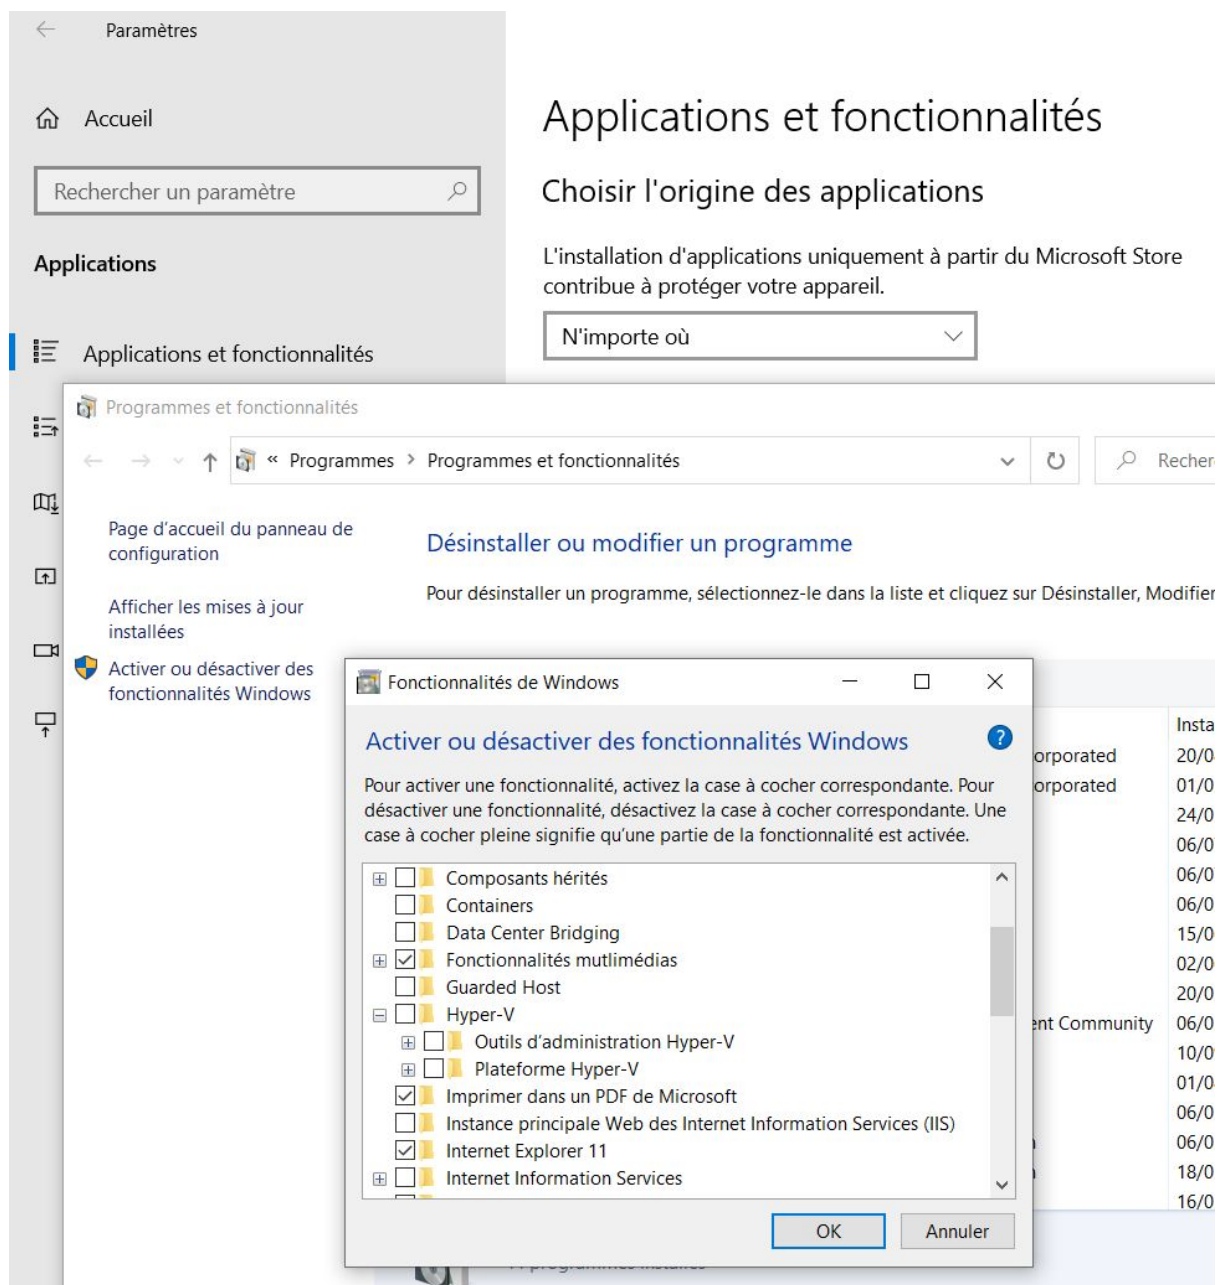 Paramètres
Accueil
Rechercher un paramètre
Applications
Applications et fonctionnalités
Applications et fonctionnalités
Choisir l'origine des applications
L'installation d'applications uniquement à partir du Microsoft Store
contribue à protéger votre appareil.
N'importe où
Programmes et fonctionnalités
« Programmes > Programmes et fonctionnalités
Recher
Page d'accueil du panneau de
configuration
Afficher les mises à jour
installées
Activer ou désactiver des
fonctionnalités Windows
Désinstaller ou modifier un programme
Pour désinstaller un programme, sélectionnez-le dans la liste et cliquez sur Désinstaller, Modifier
Fonctionnalités de Windows
Activer ou désactiver des fonctionnalités Windows
Pour activer une fonctionnalité, activez la case à cocher correspondante. Pour
désactiver une fonctionnalité, désactivez la case à cocher correspondante. Une
case à cocher pleine signifie qu'une partie de la fonctionnalité est activée.
Composants hérités
Containers
Data Center Bridging
Fonctionnalités mutlimédias
Guarded Host
Hyper-V
Outils d'administration Hyper-V
Plateforme Hyper-V
Imprimer dans un PDF de Microsoft
Instance principale Web des Internet Information Services (IIS)
Internet Explorer 11
Internet Information Services
OK
Annuler
Insta
orporated 20/0
orporated 01/0
24/0
06/0
06/0
06/0
15/0
02/0
20/0
ent Community 06/0
10/0
01/0
06/0
06/0
18/0
16/0